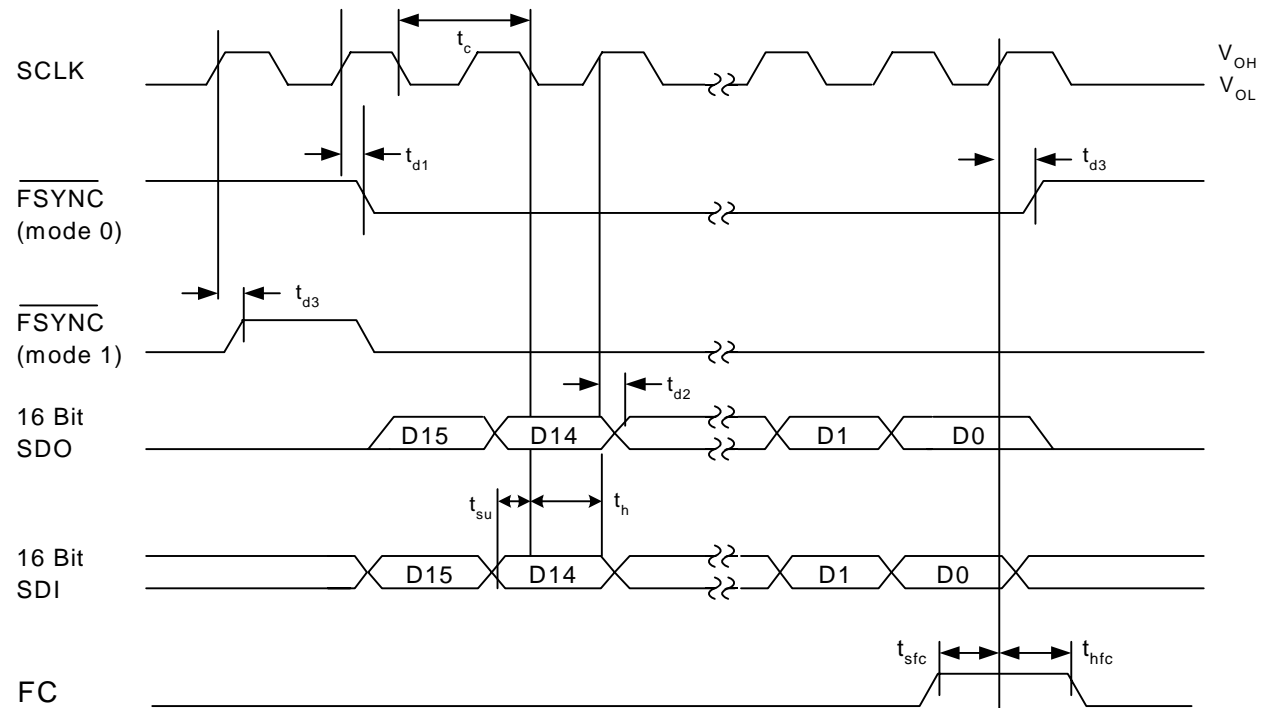 SCLK
t_c
V_OH
V_OL
t_d1
t_d3
FSYNC
(mode 0)
t_d3
FSYNC
(mode 1)
t_d2
16 Bit
SDO
D15
D14
D1
D0
t_su
t_h
16 Bit
SDI
D15
D14
D1
D0
t_sfc
t_hfc
FC